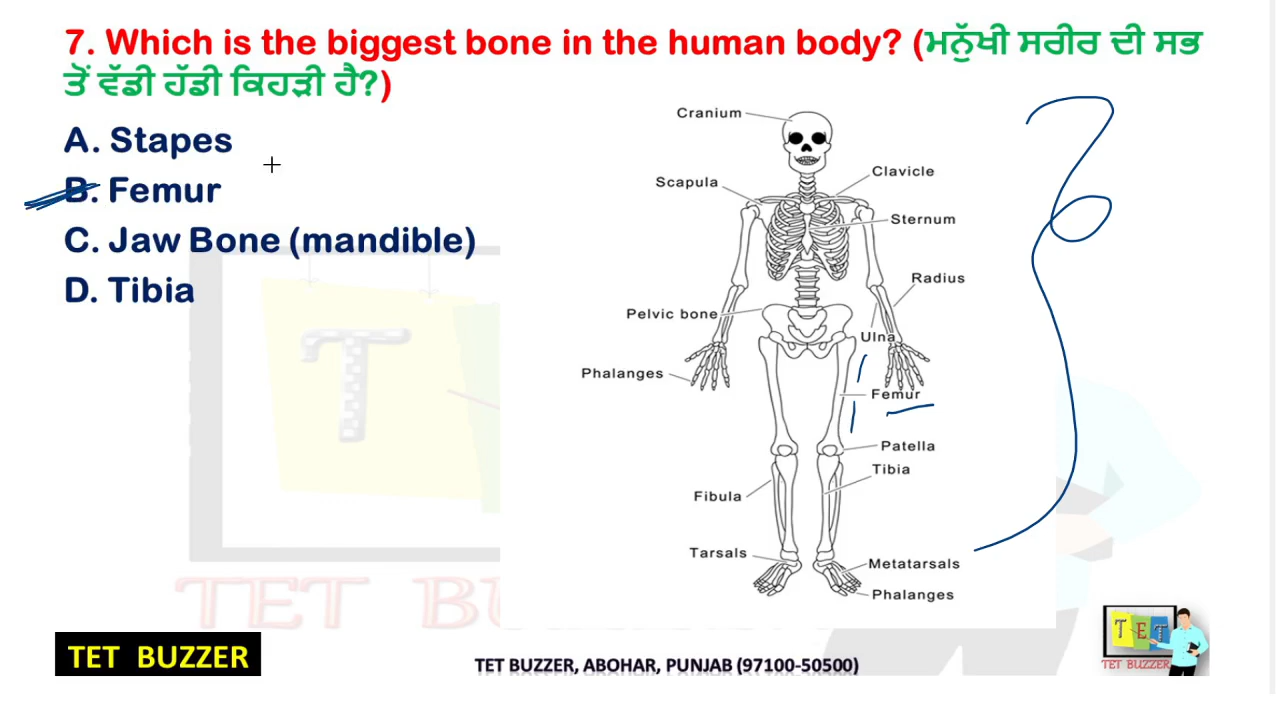 7. Which is the biggest bone in the human body? (ਮਨੁੱਖੀ ਸਰੀਰ ਦੀ ਸਭ
ਤੋਂ ਵੱਡੀ ਹੱਡੀ ਕਿਹੜੀ ਹੈ?)
A. Stapes
B. Femur
C. Jaw Bone (mandible)
D. Tibia
Cranium
Clavicle
Scapula
Sternum
Radius
Pelvic bone
Ulna
Phalanges
Femur
Patella
Tibia
Fibula
Tarsals
Metatarsals
Phalanges
TET BU
TET BUZZER
TET BUZZER, ABOHAR, PUNJAB (97100-50500)
T E T
TET BUZZER